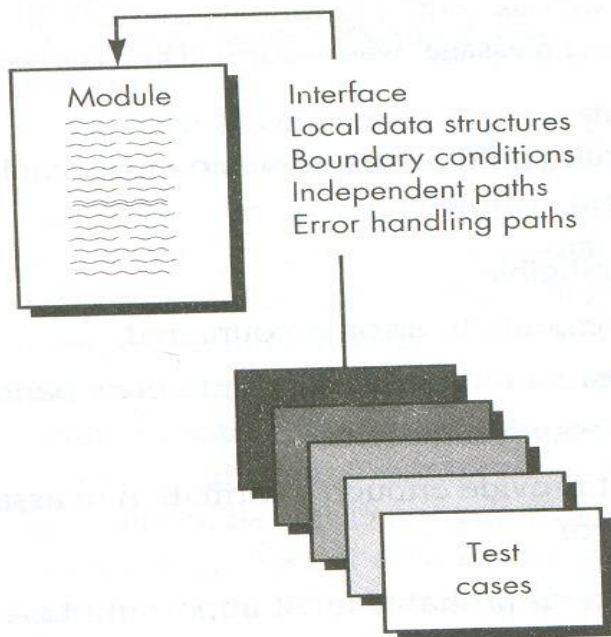 Module
Interface
Local data structures
Boundary conditions
Independent paths
Error handling paths
Test
cases